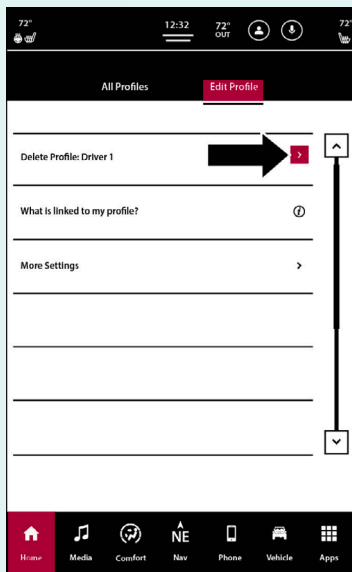 72° 12:32 72° 72°
OUT
All Profiles Edit Profile
Delete Profile: Driver 1
What is linked to my profile?
More Settings
NE
Home Media Comfort Nav Phone Vehicle Apps